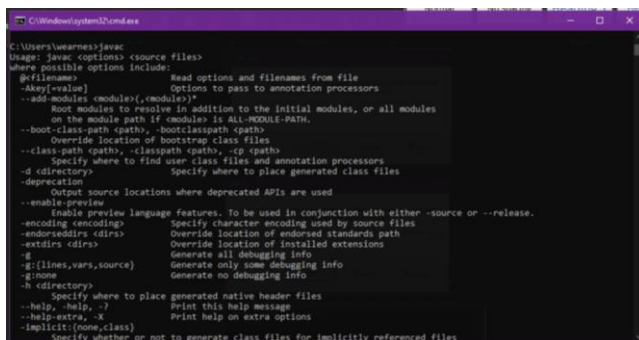 C:\Windows\system32\cmd.exe
C:\Users\wearnes>javac
Usage: javac <options> <source files>
where possible options include:
@<filename> Read options and filenames from file
-Akey[=value] Options to pass to annotation processors
--add-modules <module>(,<module>)*
Root modules to resolve in addition to the initial modules, or all modules
on the module path if <module> is ALL-MODULE-PATH.
--boot-class-path <path>, -bootclasspath <path>
Override location of bootstrap class files
--class-path <path>, -classpath <path>, -cp <path>
Specify where to find user class files and annotation processors
-d <directory> Specify where to place generated class files
-deprecation
Output source locations where deprecated APIs are used
--enable-preview
Enable preview language features. To be used in conjunction with either -source or --release.
-encoding <encoding> Specify character encoding used by source files
-endorseddirs <dirs> Override location of endorsed standards path
-extdirs <dirs> Override location of installed extensions
-g Generate all debugging info
-g:{lines,vars,source} Generate only some debugging info
-g:none Generate no debugging info
-h <directory>
Specify where to place generated native header files
--help, -help, -? Print this help message
--help-extra, -X Print help on extra options
-implicit:{none,class}
Specify whether or not to generate class files for implicitly referenced files